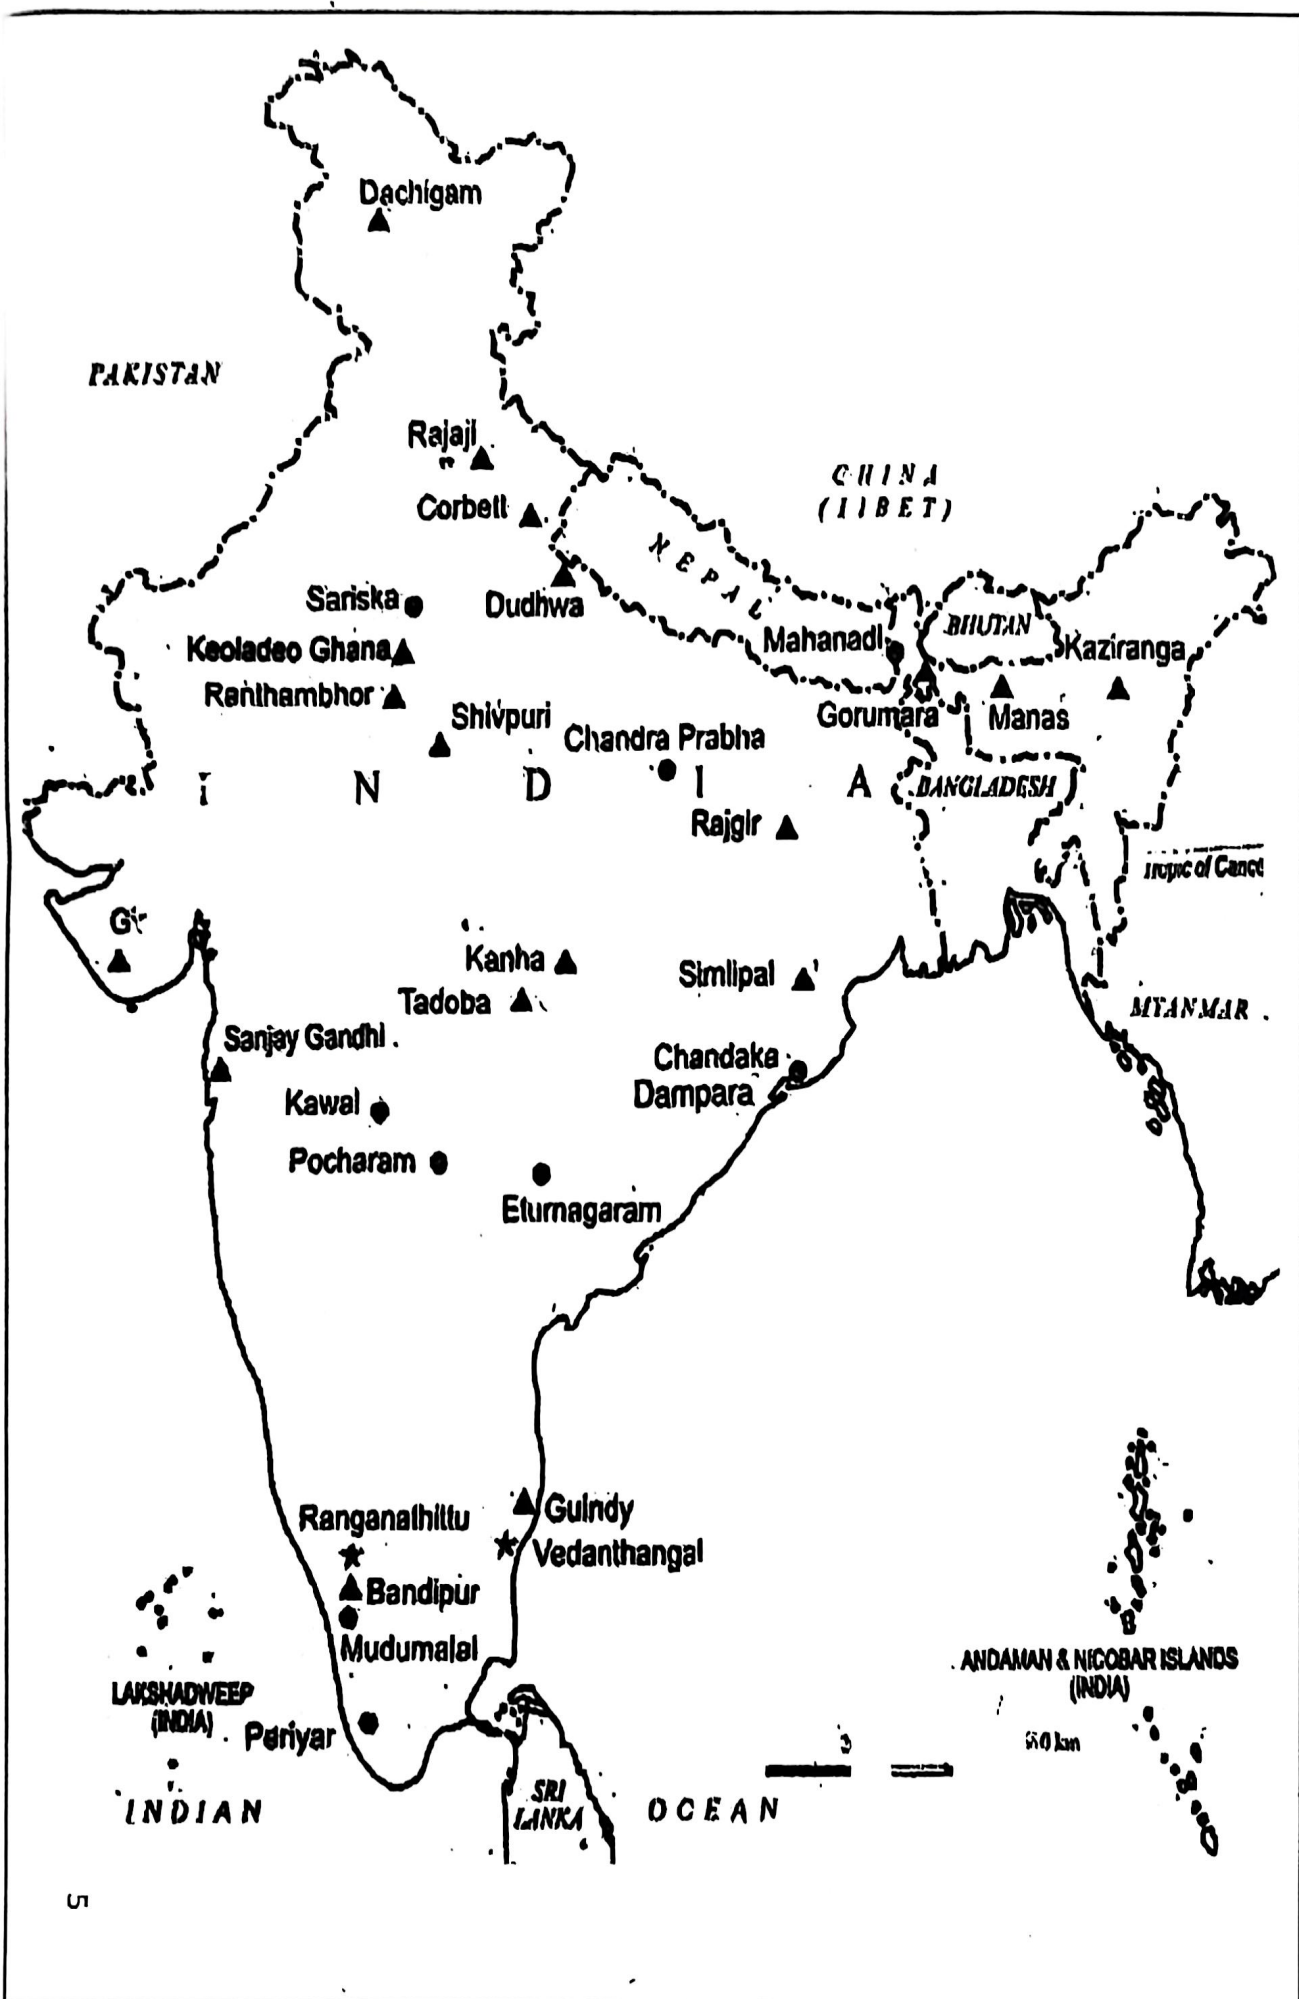 Dachigam
PAKISTAN
Rajaji
CHINA
Corbett
NEPAL
Sariska
Dudhwa
BHUTAN
Mahanadi
Keoladeo Ghana
Kaziranga
Ranthambhor
Shivpuri
Gorumara
Manas
Chandra Prabha
I N D I A
BANGLADESH
Rajgir
Tropic of
Kanha
Simlipal
Tadoba
MYANMAR
Sanjay Gandhi
Chandaka
Dampara
Kawal
Pocharam
Eturnagaram
Ranganathittu
Guindy
Vedanthangal
Bandipur
Mudumalai
ANDAMAN & NICOBAR ISLANDS
(INDIA)
LAKSHADWEEP
(INDIA)
Periyar
km
SRI
LANKA
INDIAN OCEAN
5